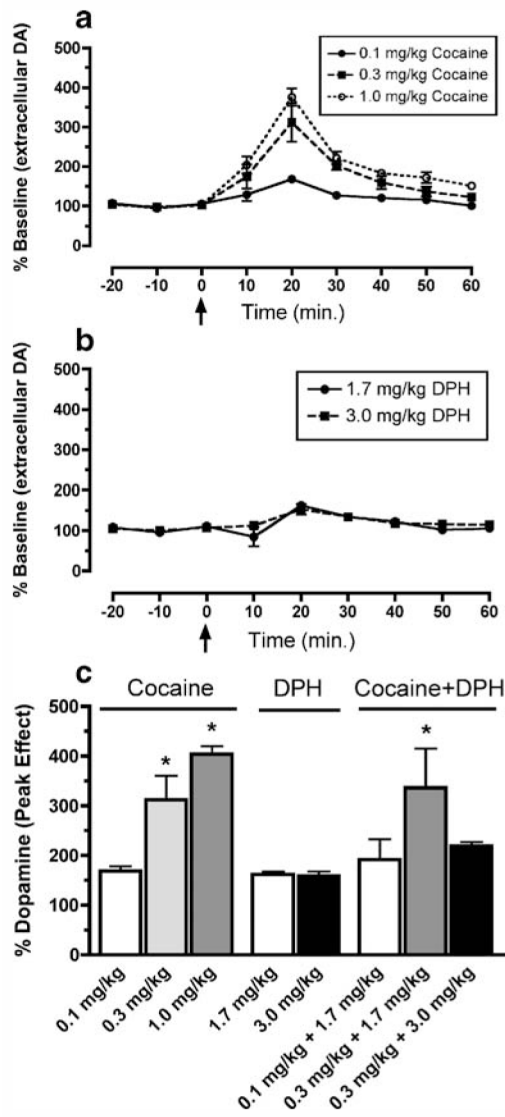 a
% Baseline (extracellular DA)
500
400
300
200
100
0
0.1 mg/kg Cocaine
0.3 mg/kg Cocaine
1.0 mg/kg Cocaine
-20 -10 0 10 20 30 40 50 60
Time (min.)
b
% Baseline (extracellular DA)
500
400
300
200
100
0
1.7 mg/kg DPH
3.0 mg/kg DPH
-20 -10 0 10 20 30 40 50 60
Time (min.)
c
% Dopamine (Peak Effect)
500
400
300
200
100
0
Cocaine DPH Cocaine+DPH
* * *
0.1 mg/kg
0.3 mg/kg
1.0 mg/kg
1.7 mg/kg
3.0 mg/kg
0.1 mg/kg + 1.7 mg/kg
0.3 mg/kg + 1.7 mg/kg
0.3 mg/kg + 3.0 mg/kg